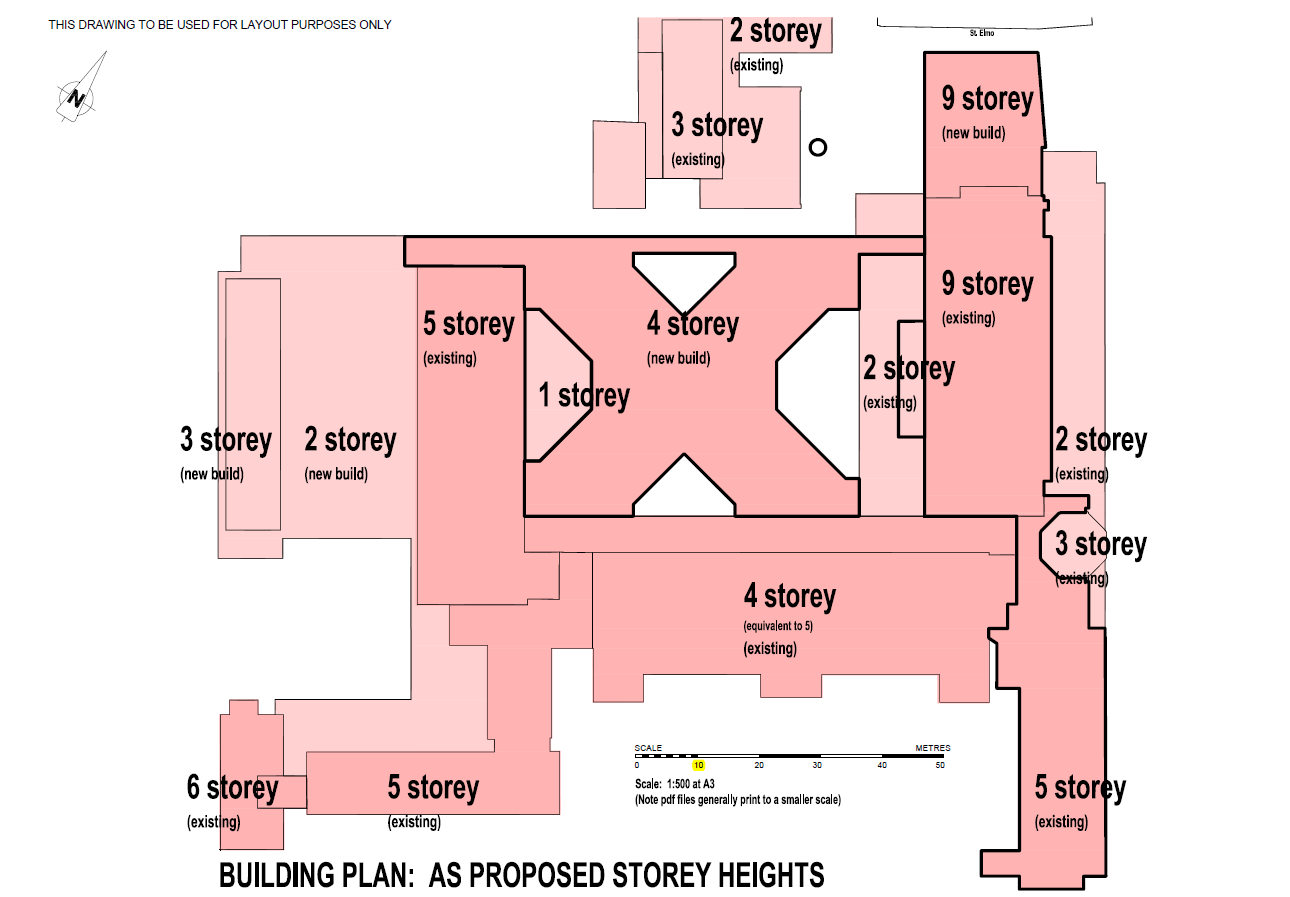 THIS DRAWING TO BE USED FOR LAYOUT PURPOSES ONLY
N
2 storey
(existing)
St. Elmo
3 storey
(existing)
9 storey
(new build)
9 storey
(existing)
5 storey
(existing)
4 storey
(new build)
1 storey
2 storey
(existing)
3 storey
(new build)
2 storey
(new build)
2 storey
(existing)
3 storey
(existing)
4 storey
(equivalent to 5)
(existing)
SCALE METRES
0 10 20 30 40 50
Scale: 1:500 at A3
(Note pdf files generally print to a smaller scale)
6 storey
(existing)
5 storey
(existing)
5 storey
(existing)
BUILDING PLAN: AS PROPOSED STOREY HEIGHTS